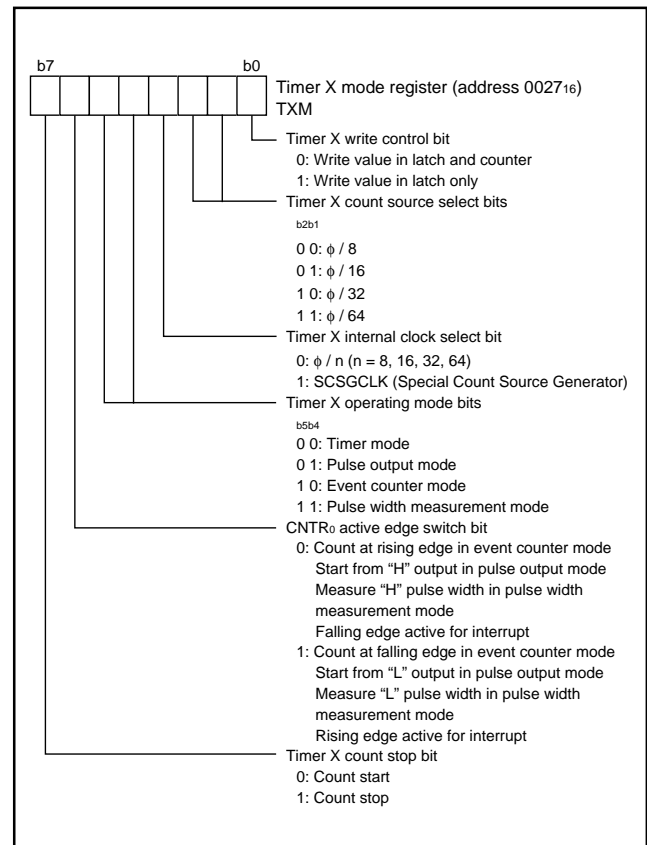 b7 b0
Timer X mode register (address 0027₁₆)
TXM
Timer X write control bit
0: Write value in latch and counter
1: Write value in latch only
Timer X count source select bits
b2b1
0 0: ϕ / 8
0 1: ϕ / 16
1 0: ϕ / 32
1 1: ϕ / 64
Timer X internal clock select bit
0: ϕ / n (n = 8, 16, 32, 64)
1: SCSGCLK (Special Count Source Generator)
Timer X operating mode bits
b5b4
0 0: Timer mode
0 1: Pulse output mode
1 0: Event counter mode
1 1: Pulse width measurement mode
CNTR₀ active edge switch bit
0: Count at rising edge in event counter mode
Start from “H” output in pulse output mode
Measure “H” pulse width in pulse width
measurement mode
Falling edge active for interrupt
1: Count at falling edge in event counter mode
Start from “L” output in pulse output mode
Measure “L” pulse width in pulse width
measurement mode
Rising edge active for interrupt
Timer X count stop bit
0: Count start
1: Count stop